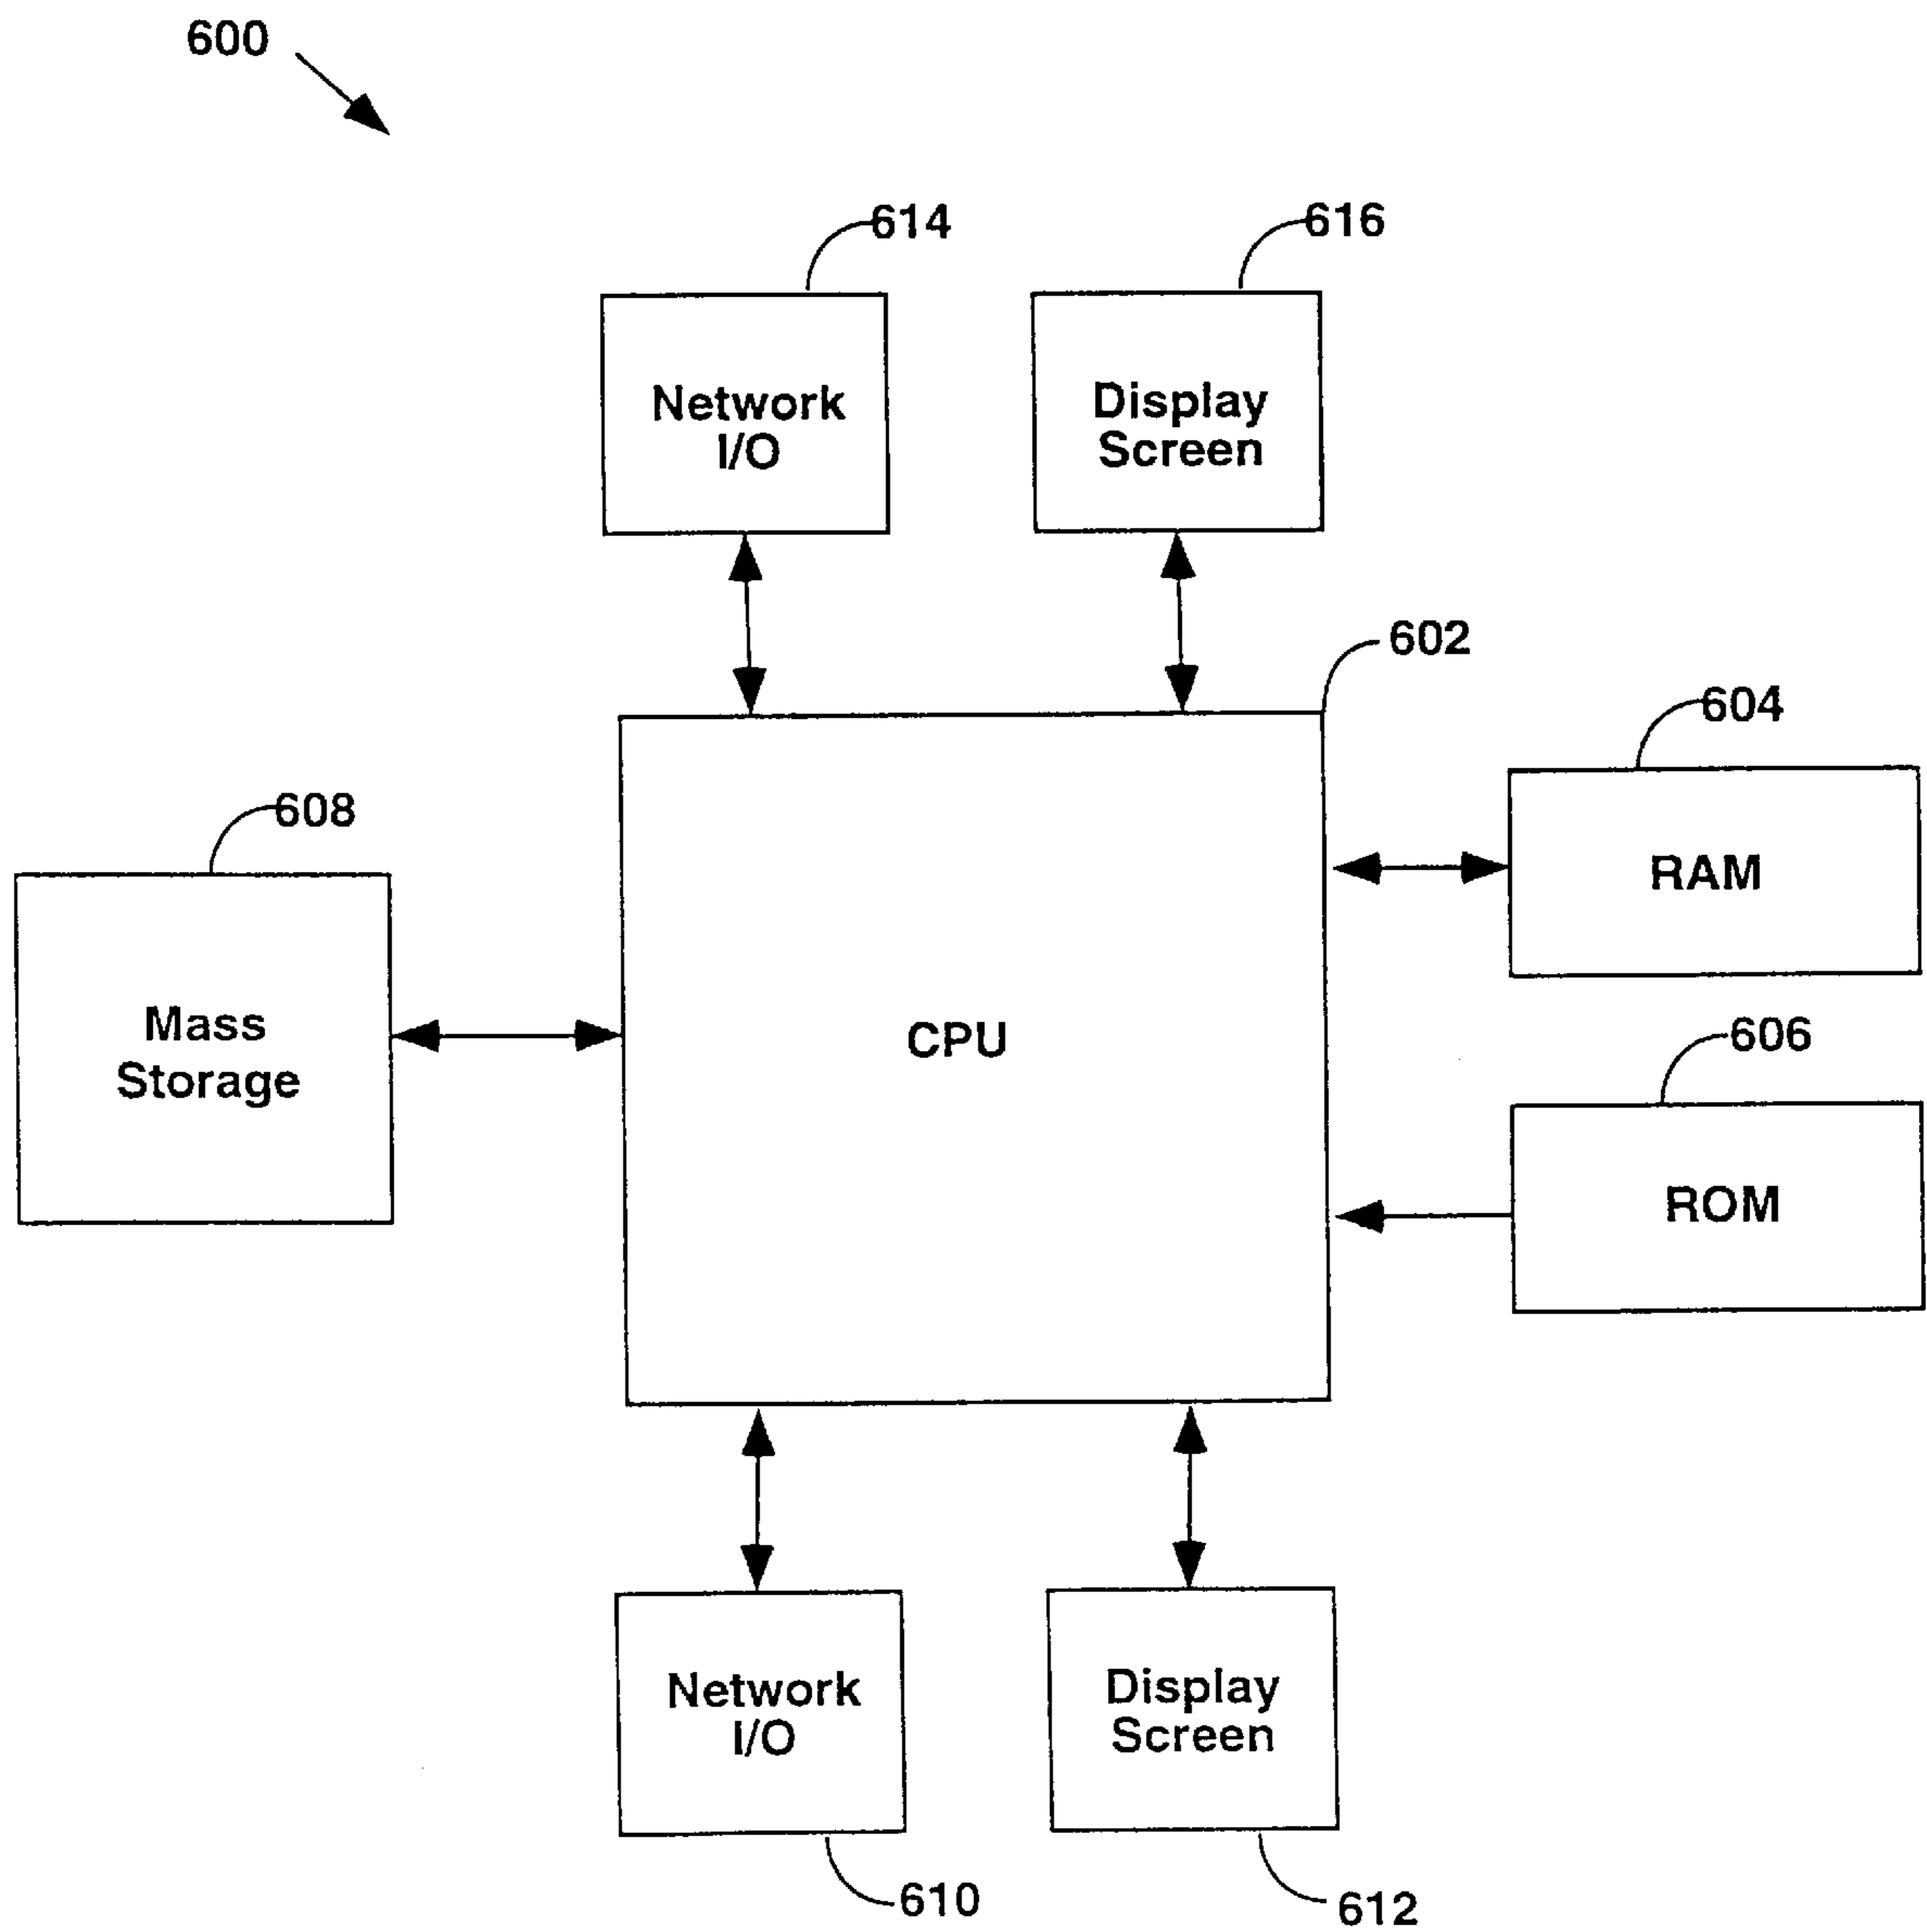 600
614
616
Network
I/O
Display
Screen
602
604
608
RAM
Mass
Storage
CPU
606
ROM
Network
I/O
Display
Screen
610
612